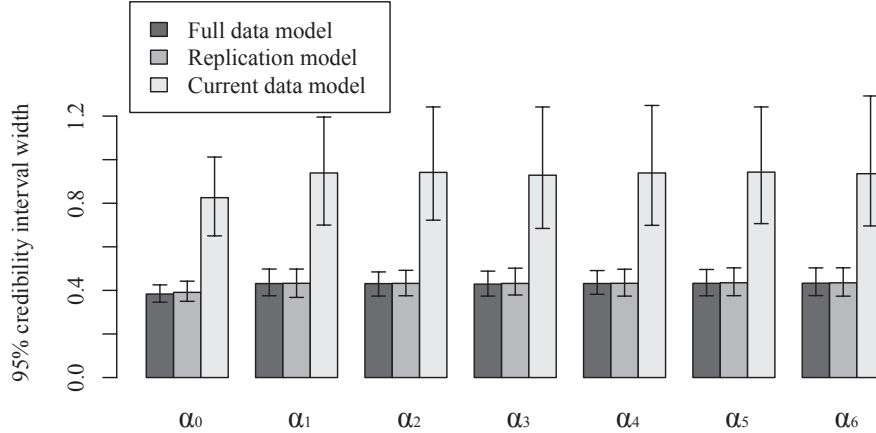 Full data model
Replication model
Current data model
95% credibility interval width
1.2
0.8
0.4
0.0
α0 α1 α2 α3 α4 α5 α6